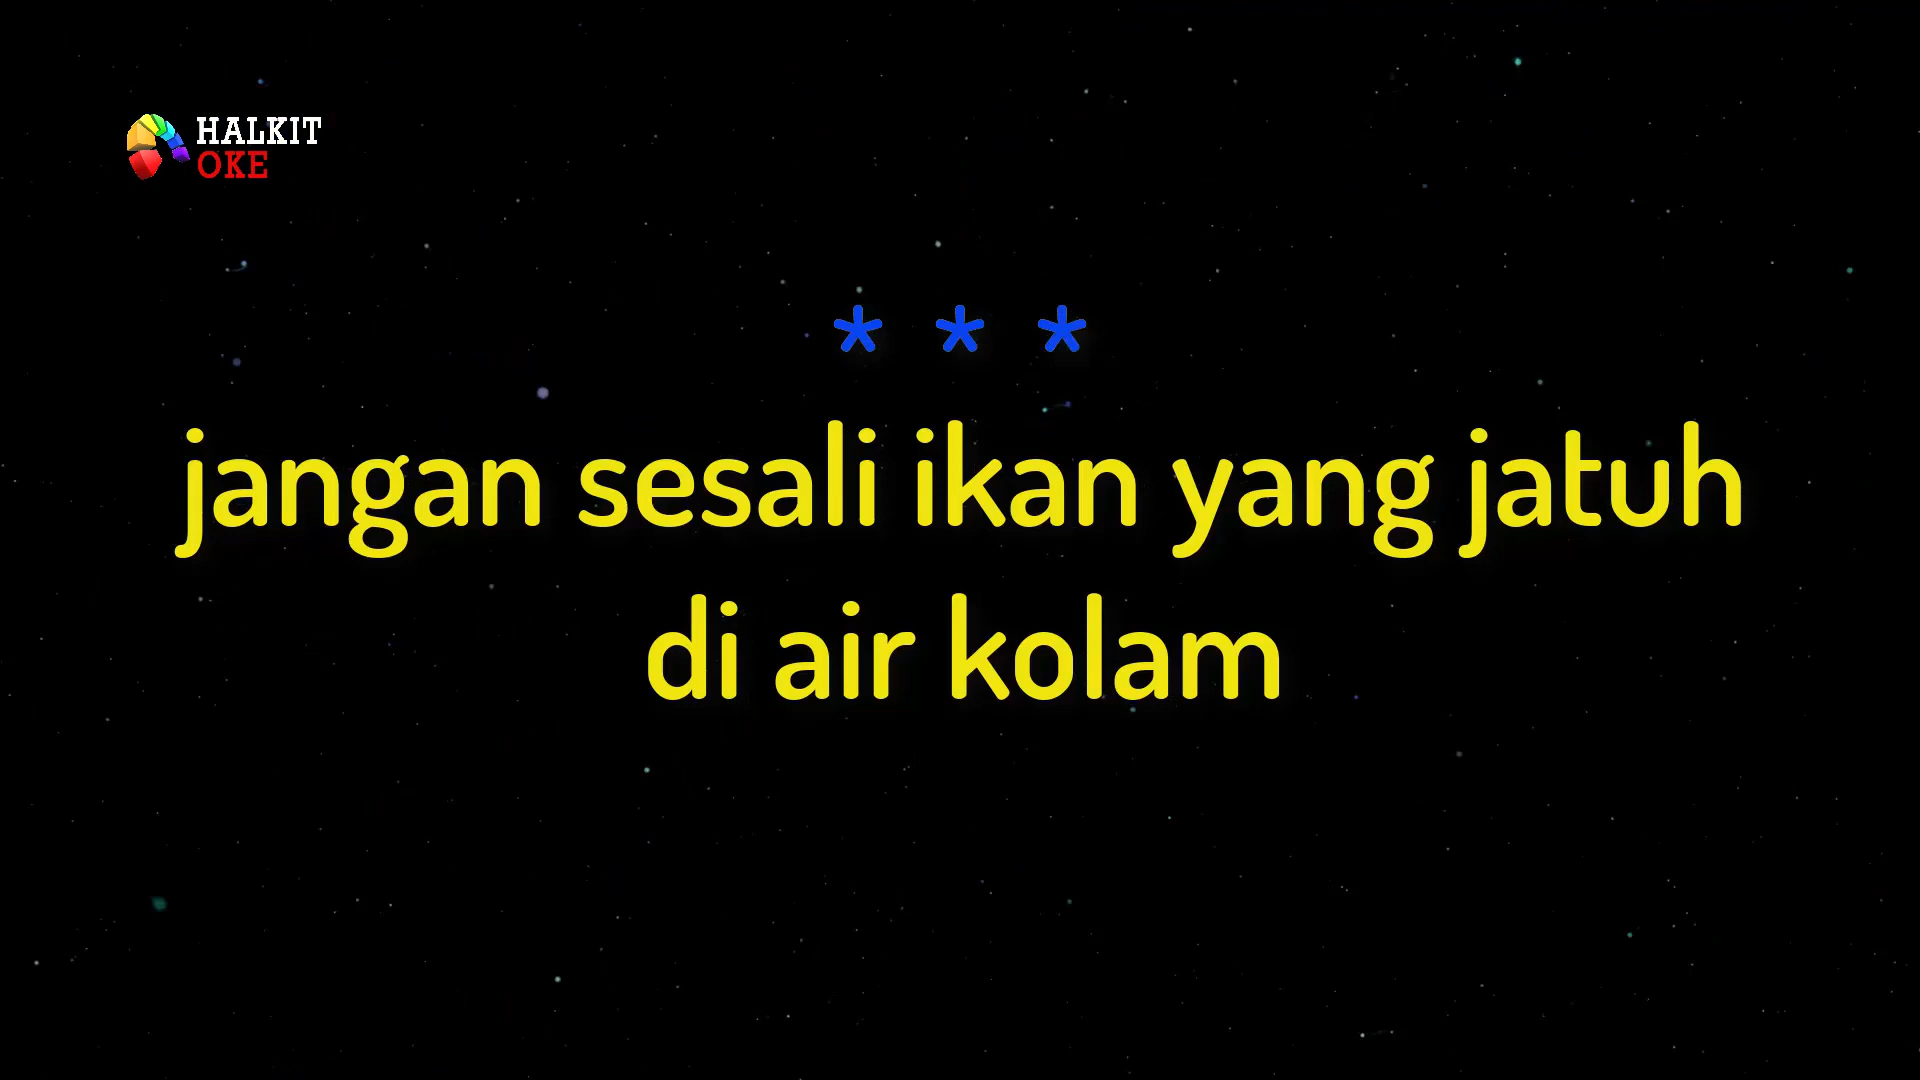 HALKIT
OKE
* * *
jangan sesali ikan yang jatuh
di air kolam